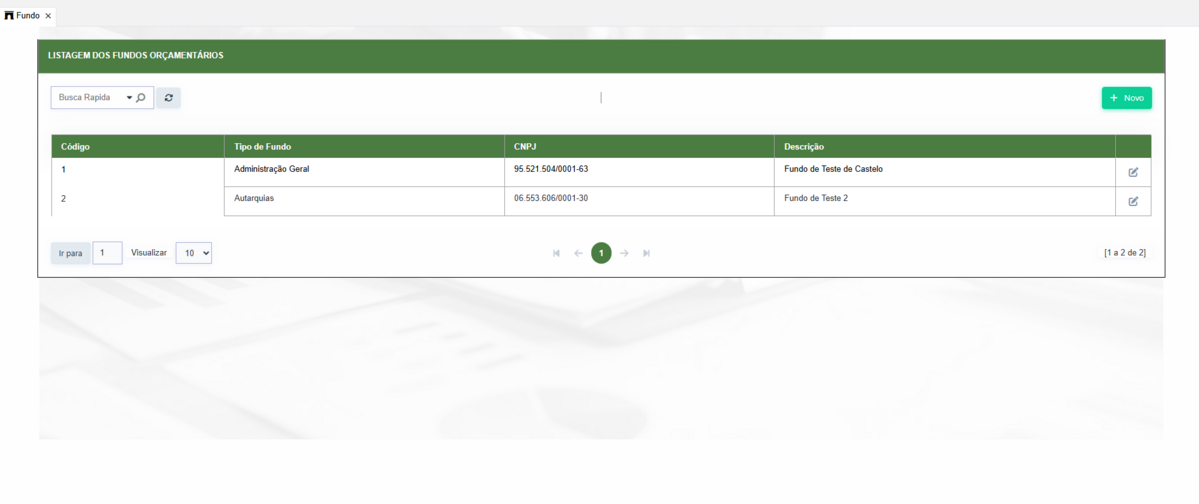 Fundo ×
LISTAGEM DOS FUNDOS ORÇAMENTÁRIOS
Busca Rapida
+ Novo
Código Tipo de Fundo CNPJ Descrição
1 Administração Geral 95.521.504/0001-63 Fundo de Teste de Castelo
2 Autarquias 06.553.606/0001-30 Fundo de Teste 2
Ir para 1 Visualizar 10 1 [1 a 2 de 2]